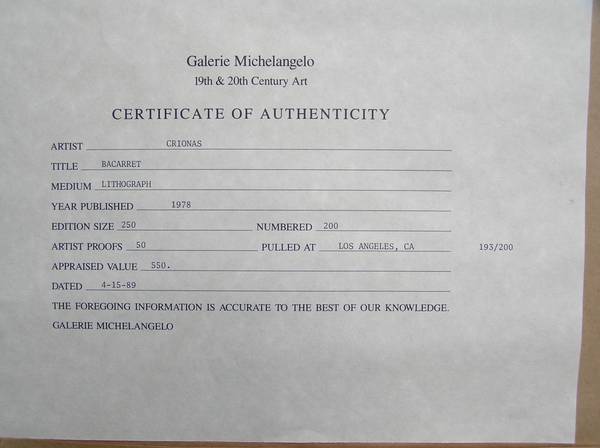 Galerie Michelangelo
19th & 20th Century Art
CERTIFICATE OF AUTHENTICITY
ARTIST CRIONAS
TITLE BACARRET
MEDIUM LITHOGRAPH
YEAR PUBLISHED 1978
EDITION SIZE 250 NUMBERED 200
ARTIST PROOFS 50 PULLED AT LOS ANGELES, CA 193/200
APPRAISED VALUE 550.
DATED 4-15-89
THE FOREGOING INFORMATION IS ACCURATE TO THE BEST OF OUR KNOWLEDGE.
GALERIE MICHELANGELO